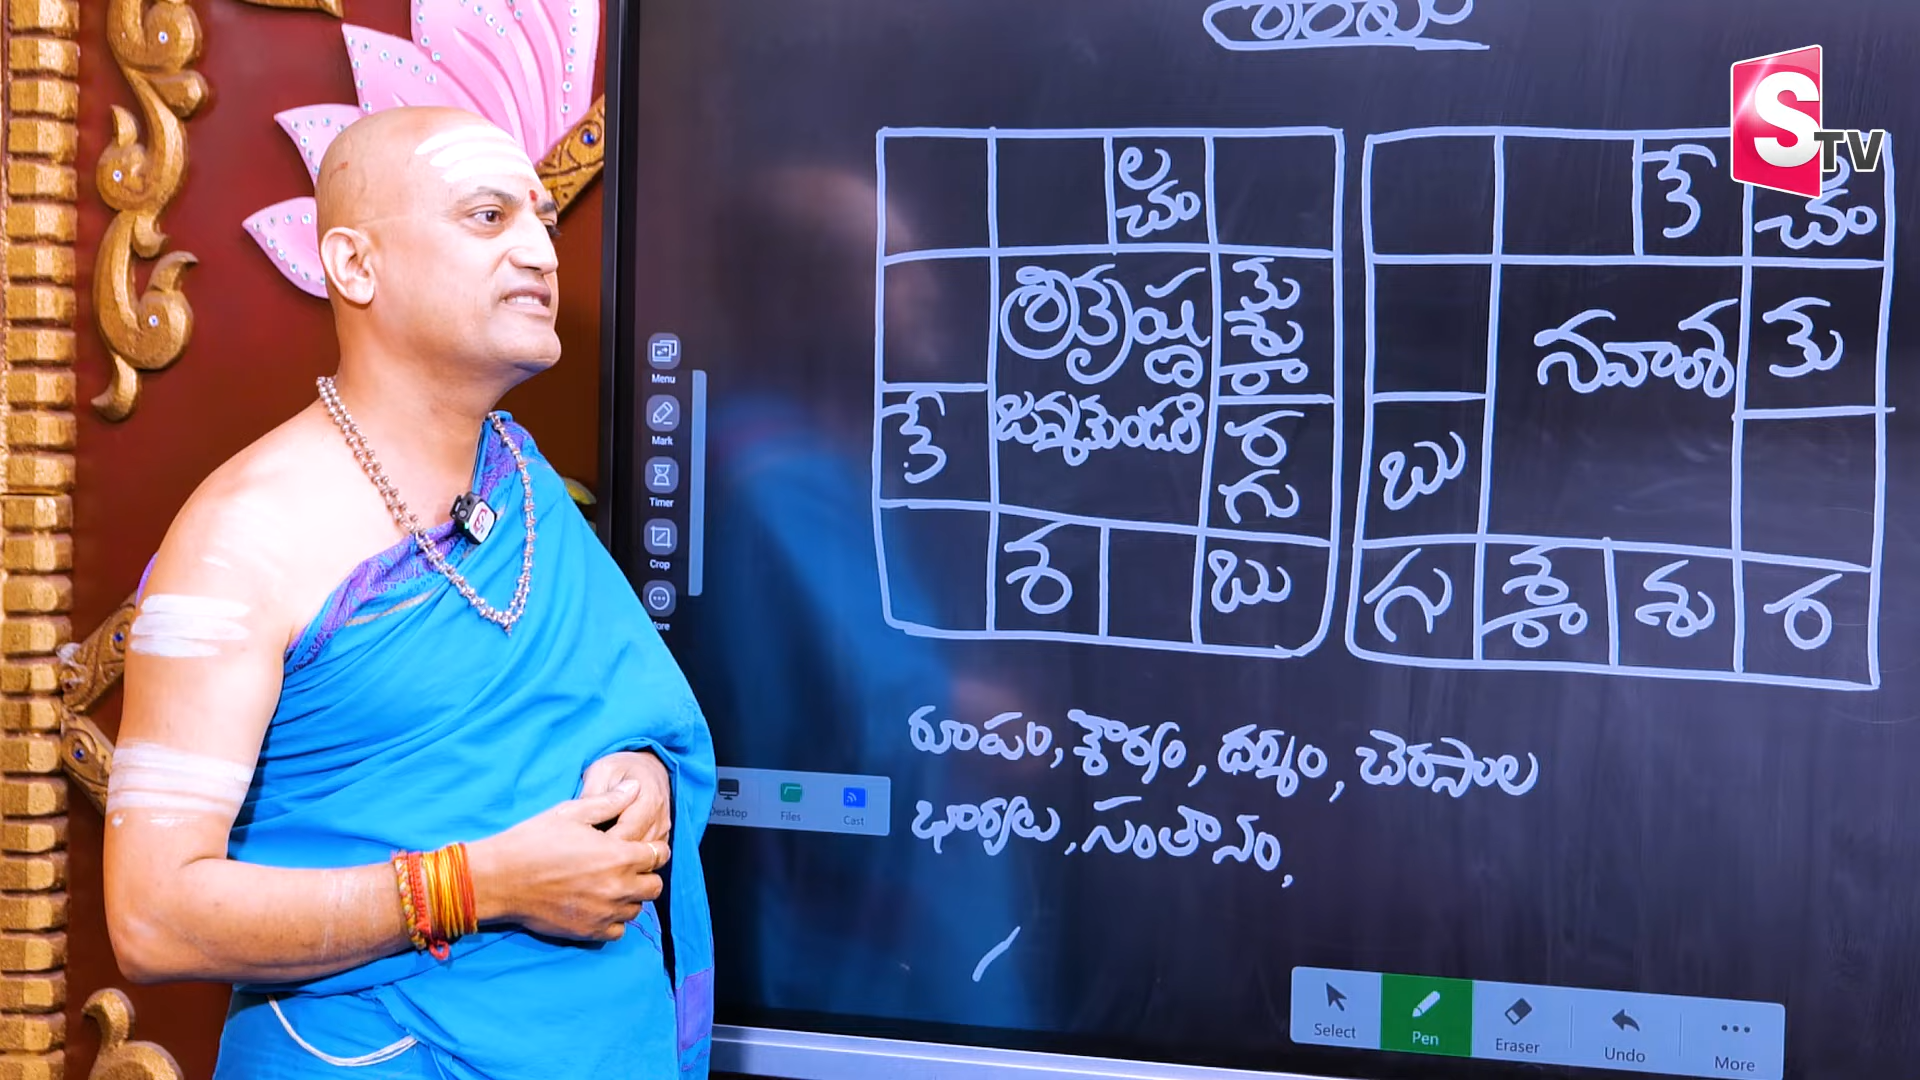 S TV
ల
చం
కే
ల
చం
శ్రీకృష్ణ
జన్మకుండలి
కు
శు
రా
నవాంశ
కు
కే
ర
గు
బు
శ
బు
గు
శ
రా
శు
ర
రూపం, శౌర్యం, ధర్మం, చెరసాల
భార్యలు, సంతానం,
Menu
Mark
Timer
Crop
Desktop
Files
Cast
Select
Pen
Eraser
Undo
More